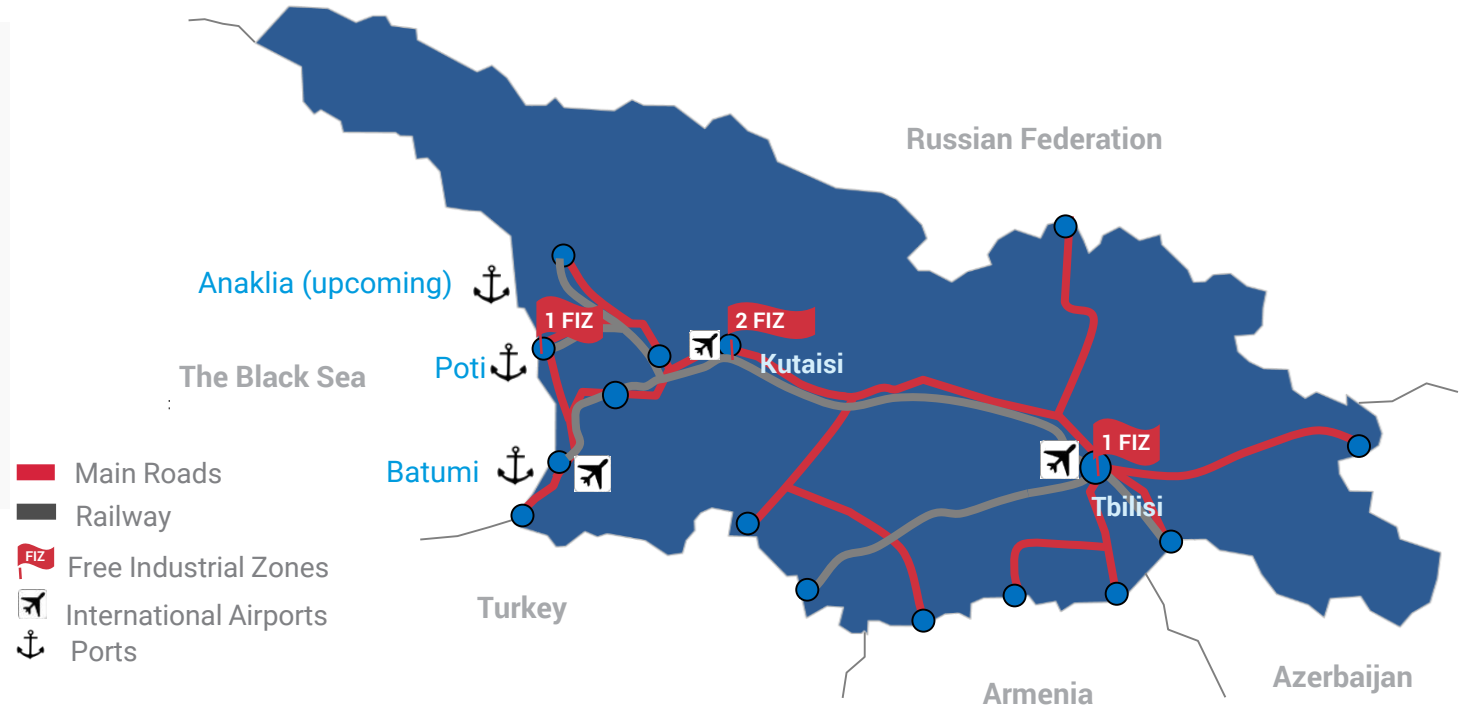 Russian Federation
Anaklia (upcoming)
1 FIZ
2 FIZ
Poti
Kutaisi
The Black Sea
:
1 FIZ
Batumi
Tbilisi
Main Roads
Railway
FIZ
Free Industrial Zones
International Airports
Ports
Turkey
Armenia
Azerbaijan